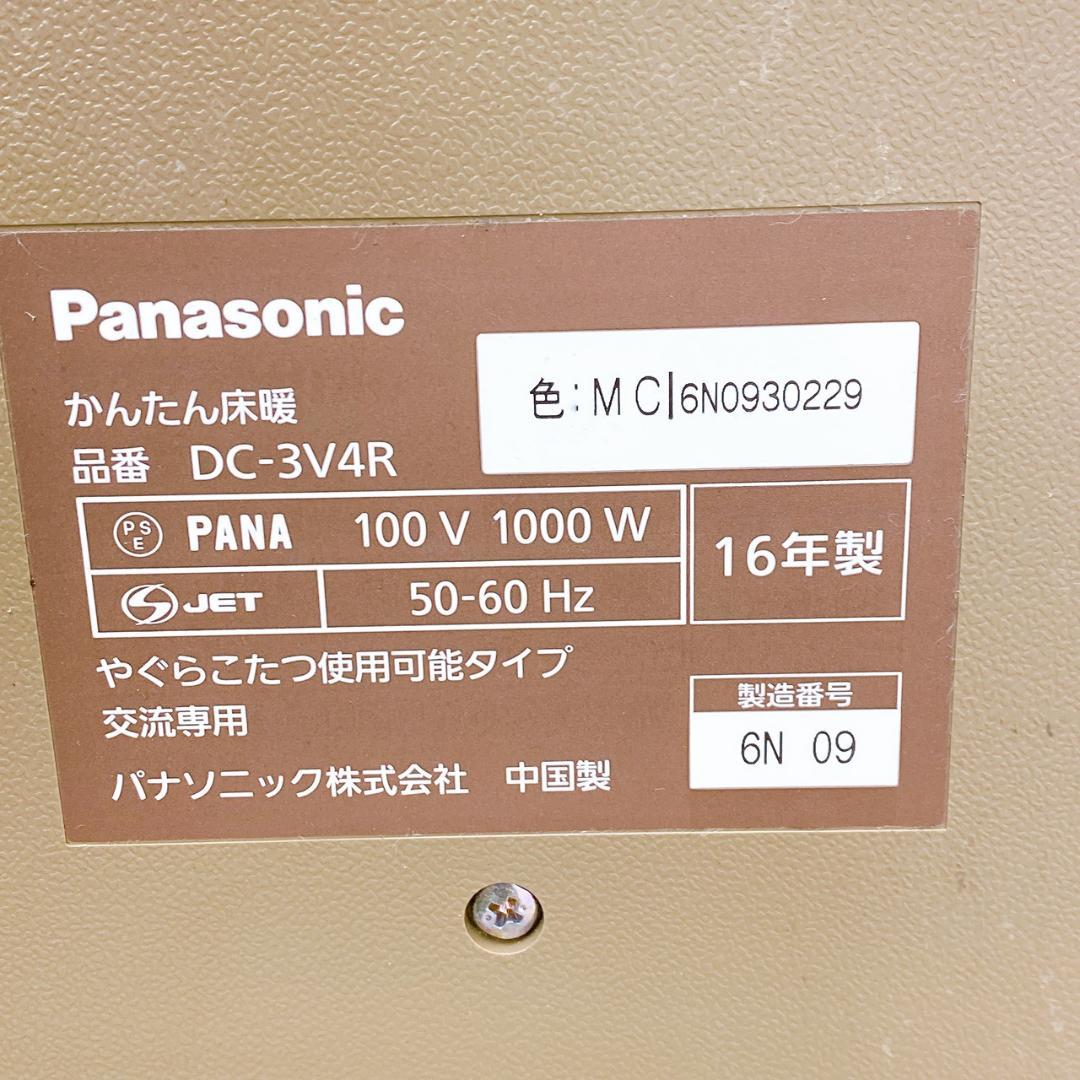 Panasonic
かんたん床暖
色:MC|6N0930229
品番 DC-3V4R
PSE PANA 100 V 1000 W
16年製
JET 50-60 Hz
やぐらこたつ使用可能タイプ
交流専用
製造番号
6N 09
パナソニック株式会社 中国製